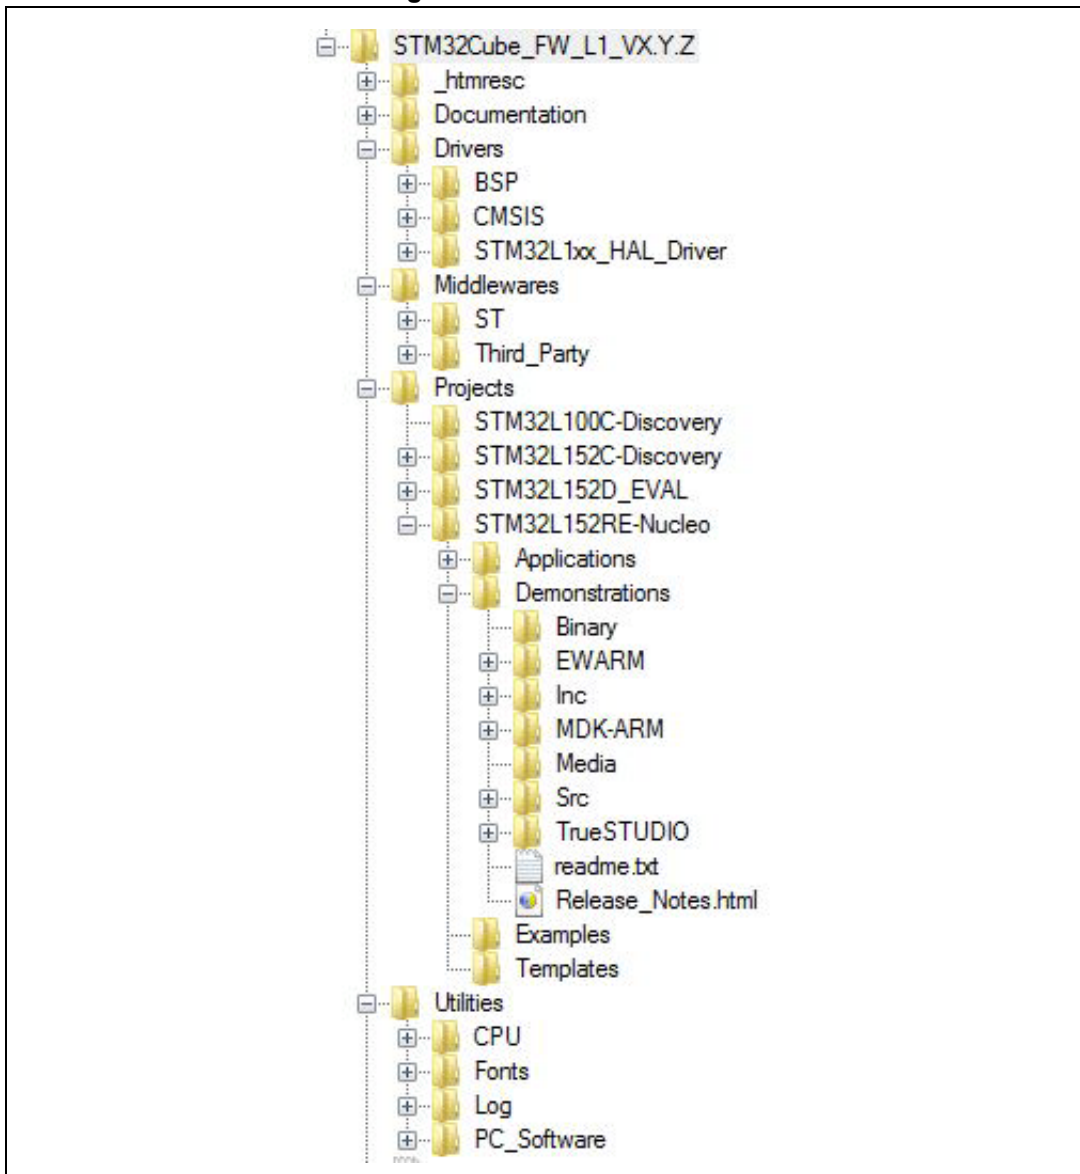 STM32Cube_FW_L1_VX.Y.Z
_htmresc
Documentation
Drivers
BSP
CMSIS
STM32L1xx_HAL_Driver
Middlewares
ST
Third_Party
Projects
STM32L100C-Discovery
STM32L152C-Discovery
STM32L152D_EVAL
STM32L152RE-Nucleo
Applications
Demonstrations
Binary
EWARM
Inc
MDK-ARM
Media
Src
TrueSTUDIO
readme.txt
Release_Notes.html
Examples
Templates
Utilities
CPU
Fonts
Log
PC_Software